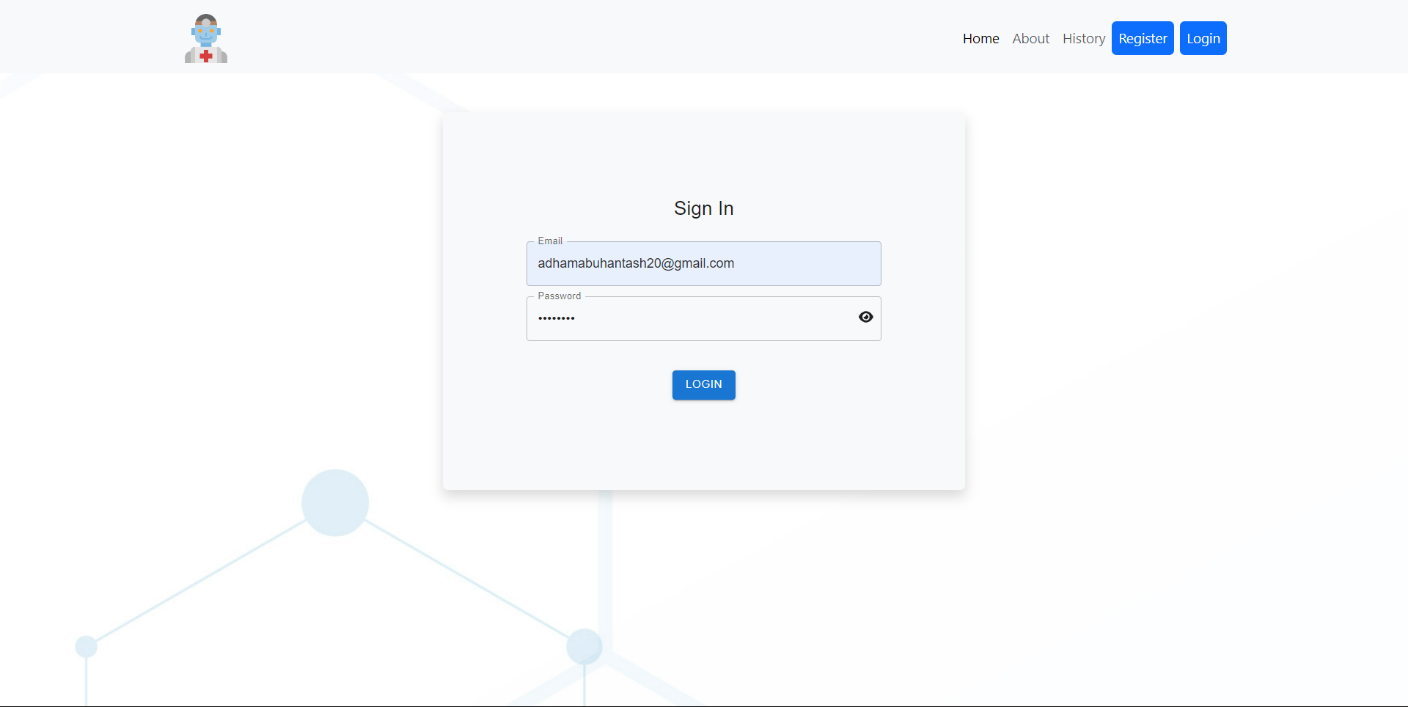 Home About History Register Login
Sign In
Email
adhamabuhantash20@gmail.com
Password
••••••••
LOGIN